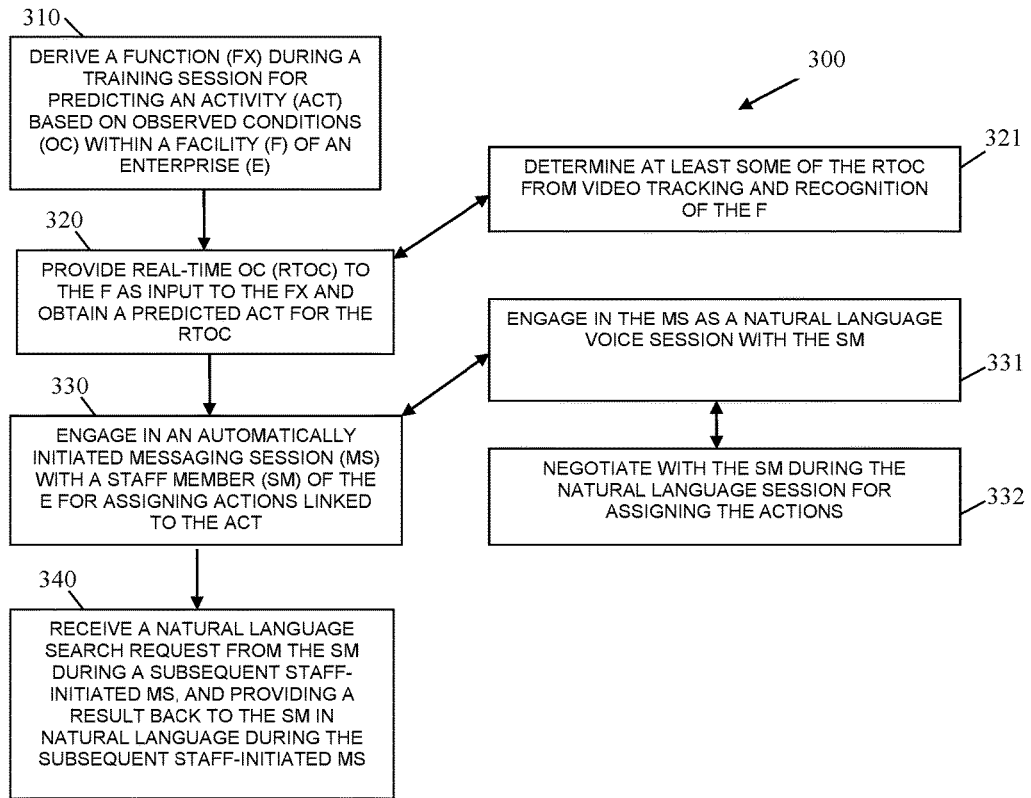 310
DERIVE A FUNCTION (FX) DURING A
TRAINING SESSION FOR
PREDICTING AN ACTIVITY (ACT)
BASED ON OBSERVED CONDITIONS
(OC) WITHIN A FACILITY (F) OF AN
ENTERPRISE (E)
300
321
DETERMINE AT LEAST SOME OF THE RTOC
FROM VIDEO TRACKING AND RECOGNITION
OF THE F
320
PROVIDE REAL-TIME OC (RTOC) TO
THE F AS INPUT TO THE FX AND
OBTAIN A PREDICTED ACT FOR THE
RTOC
ENGAGE IN THE MS AS A NATURAL LANGUAGE
VOICE SESSION WITH THE SM
331
330
ENGAGE IN AN AUTOMATICALLY
INITIATED MESSAGING SESSION (MS)
WITH A STAFF MEMBER (SM) OF THE
E FOR ASSIGNING ACTIONS LINKED
TO THE ACT
NEGOTIATE WITH THE SM DURING THE
NATURAL LANGUAGE SESSION FOR
ASSIGNING THE ACTIONS
332
340
RECEIVE A NATURAL LANGUAGE
SEARCH REQUEST FROM THE SM
DURING A SUBSEQUENT STAFF-
INITIATED MS, AND PROVIDING A
RESULT BACK TO THE SM IN
NATURAL LANGUAGE DURING THE
SUBSEQUENT STAFF-INITIATED MS